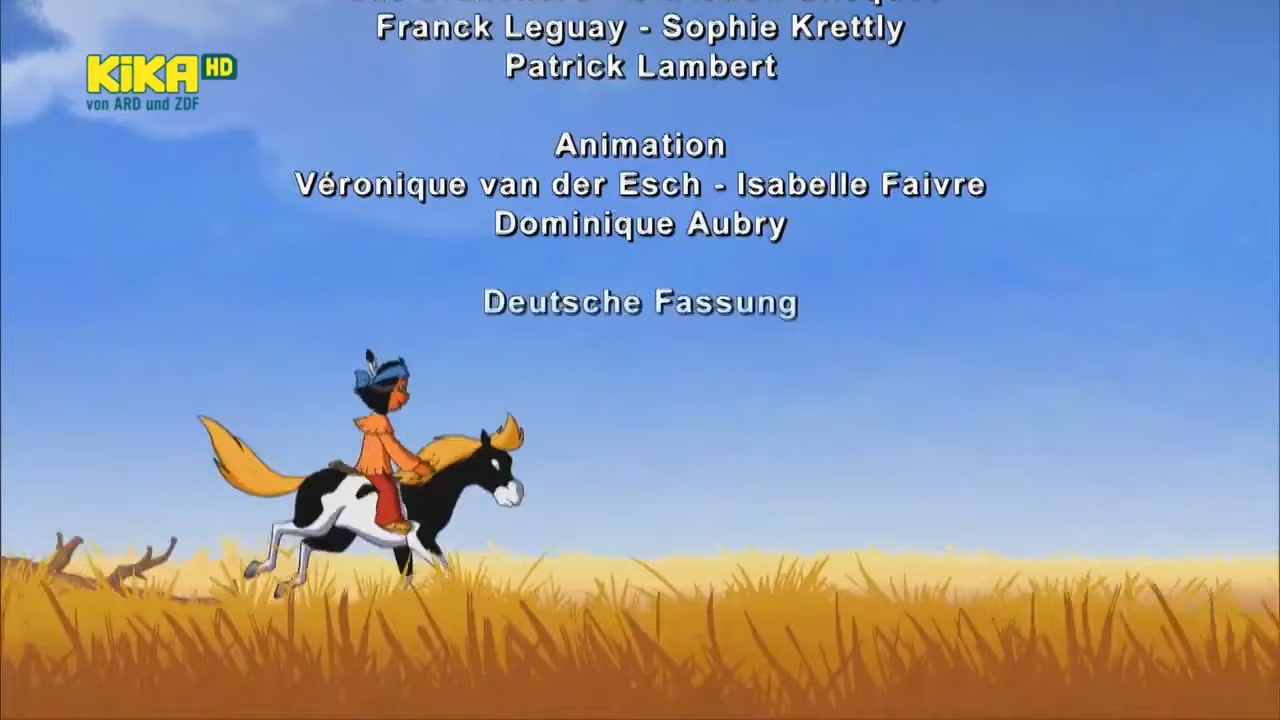 Franck Leguay - Sophie Krettly
Patrick Lambert
KiKA HD
von ARD und ZDF
Animation
Véronique van der Esch - Isabelle Faivre
Dominique Aubry
Deutsche Fassung